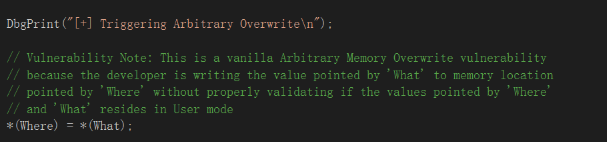 DbgPrint("[+] Triggering Arbitrary Overwrite\n");
// Vulnerability Note: This is a vanilla Arbitrary Memory Overwrite vulnerability
// because the developer is writing the value pointed by 'What' to memory location
// pointed by 'Where' without properly validating if the values pointed by 'Where'
// and 'What' resides in User mode
*(Where) = *(What);